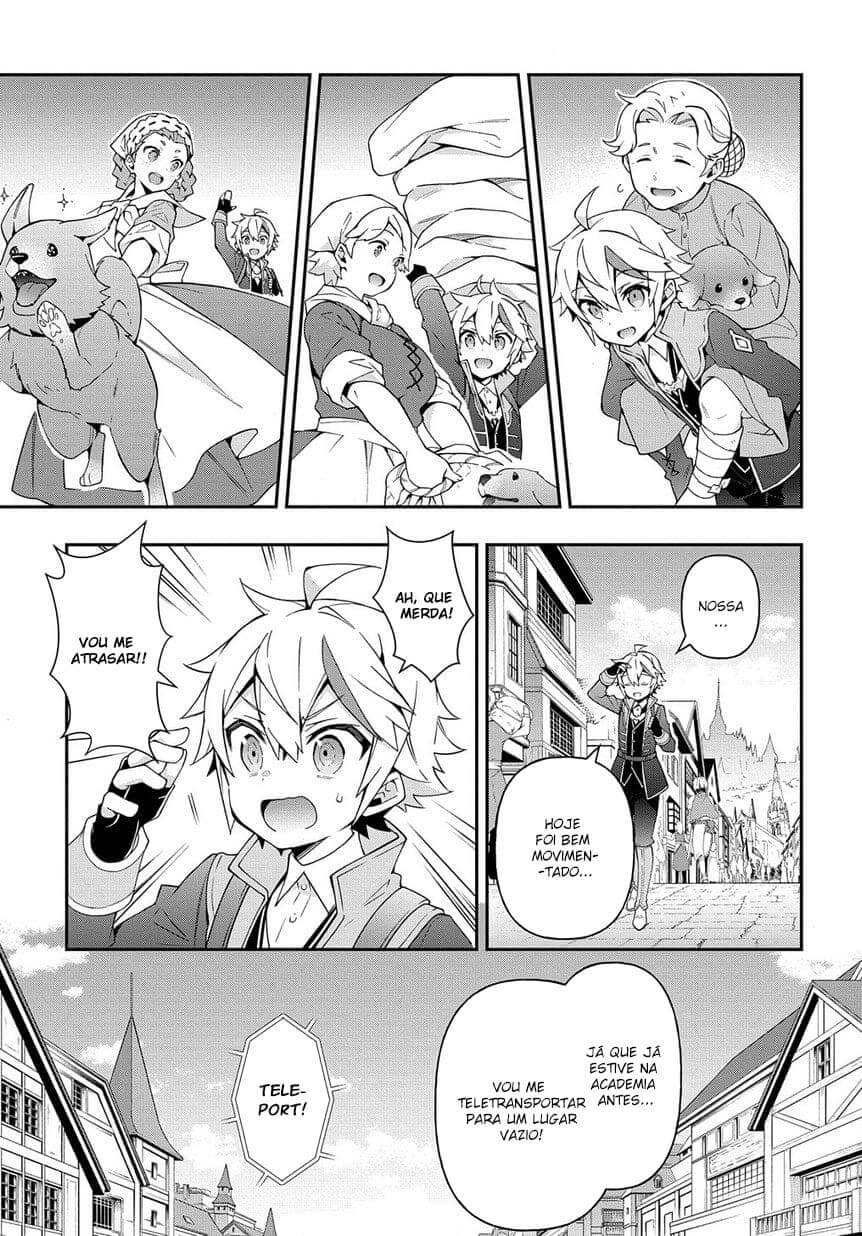 NOSSA
...
HOJE
FOI BEM
MOVIMEN-
-TADO...
AH, QUE
MERDA!
VOU ME
ATRASAR!!
JÁ QUE JÁ
ESTIVE NA
ACADEMIA
ANTES...
VOU ME
TELETRANSPORTAR
PARA UM LUGAR
VAZIO!
TELE-
PORT!